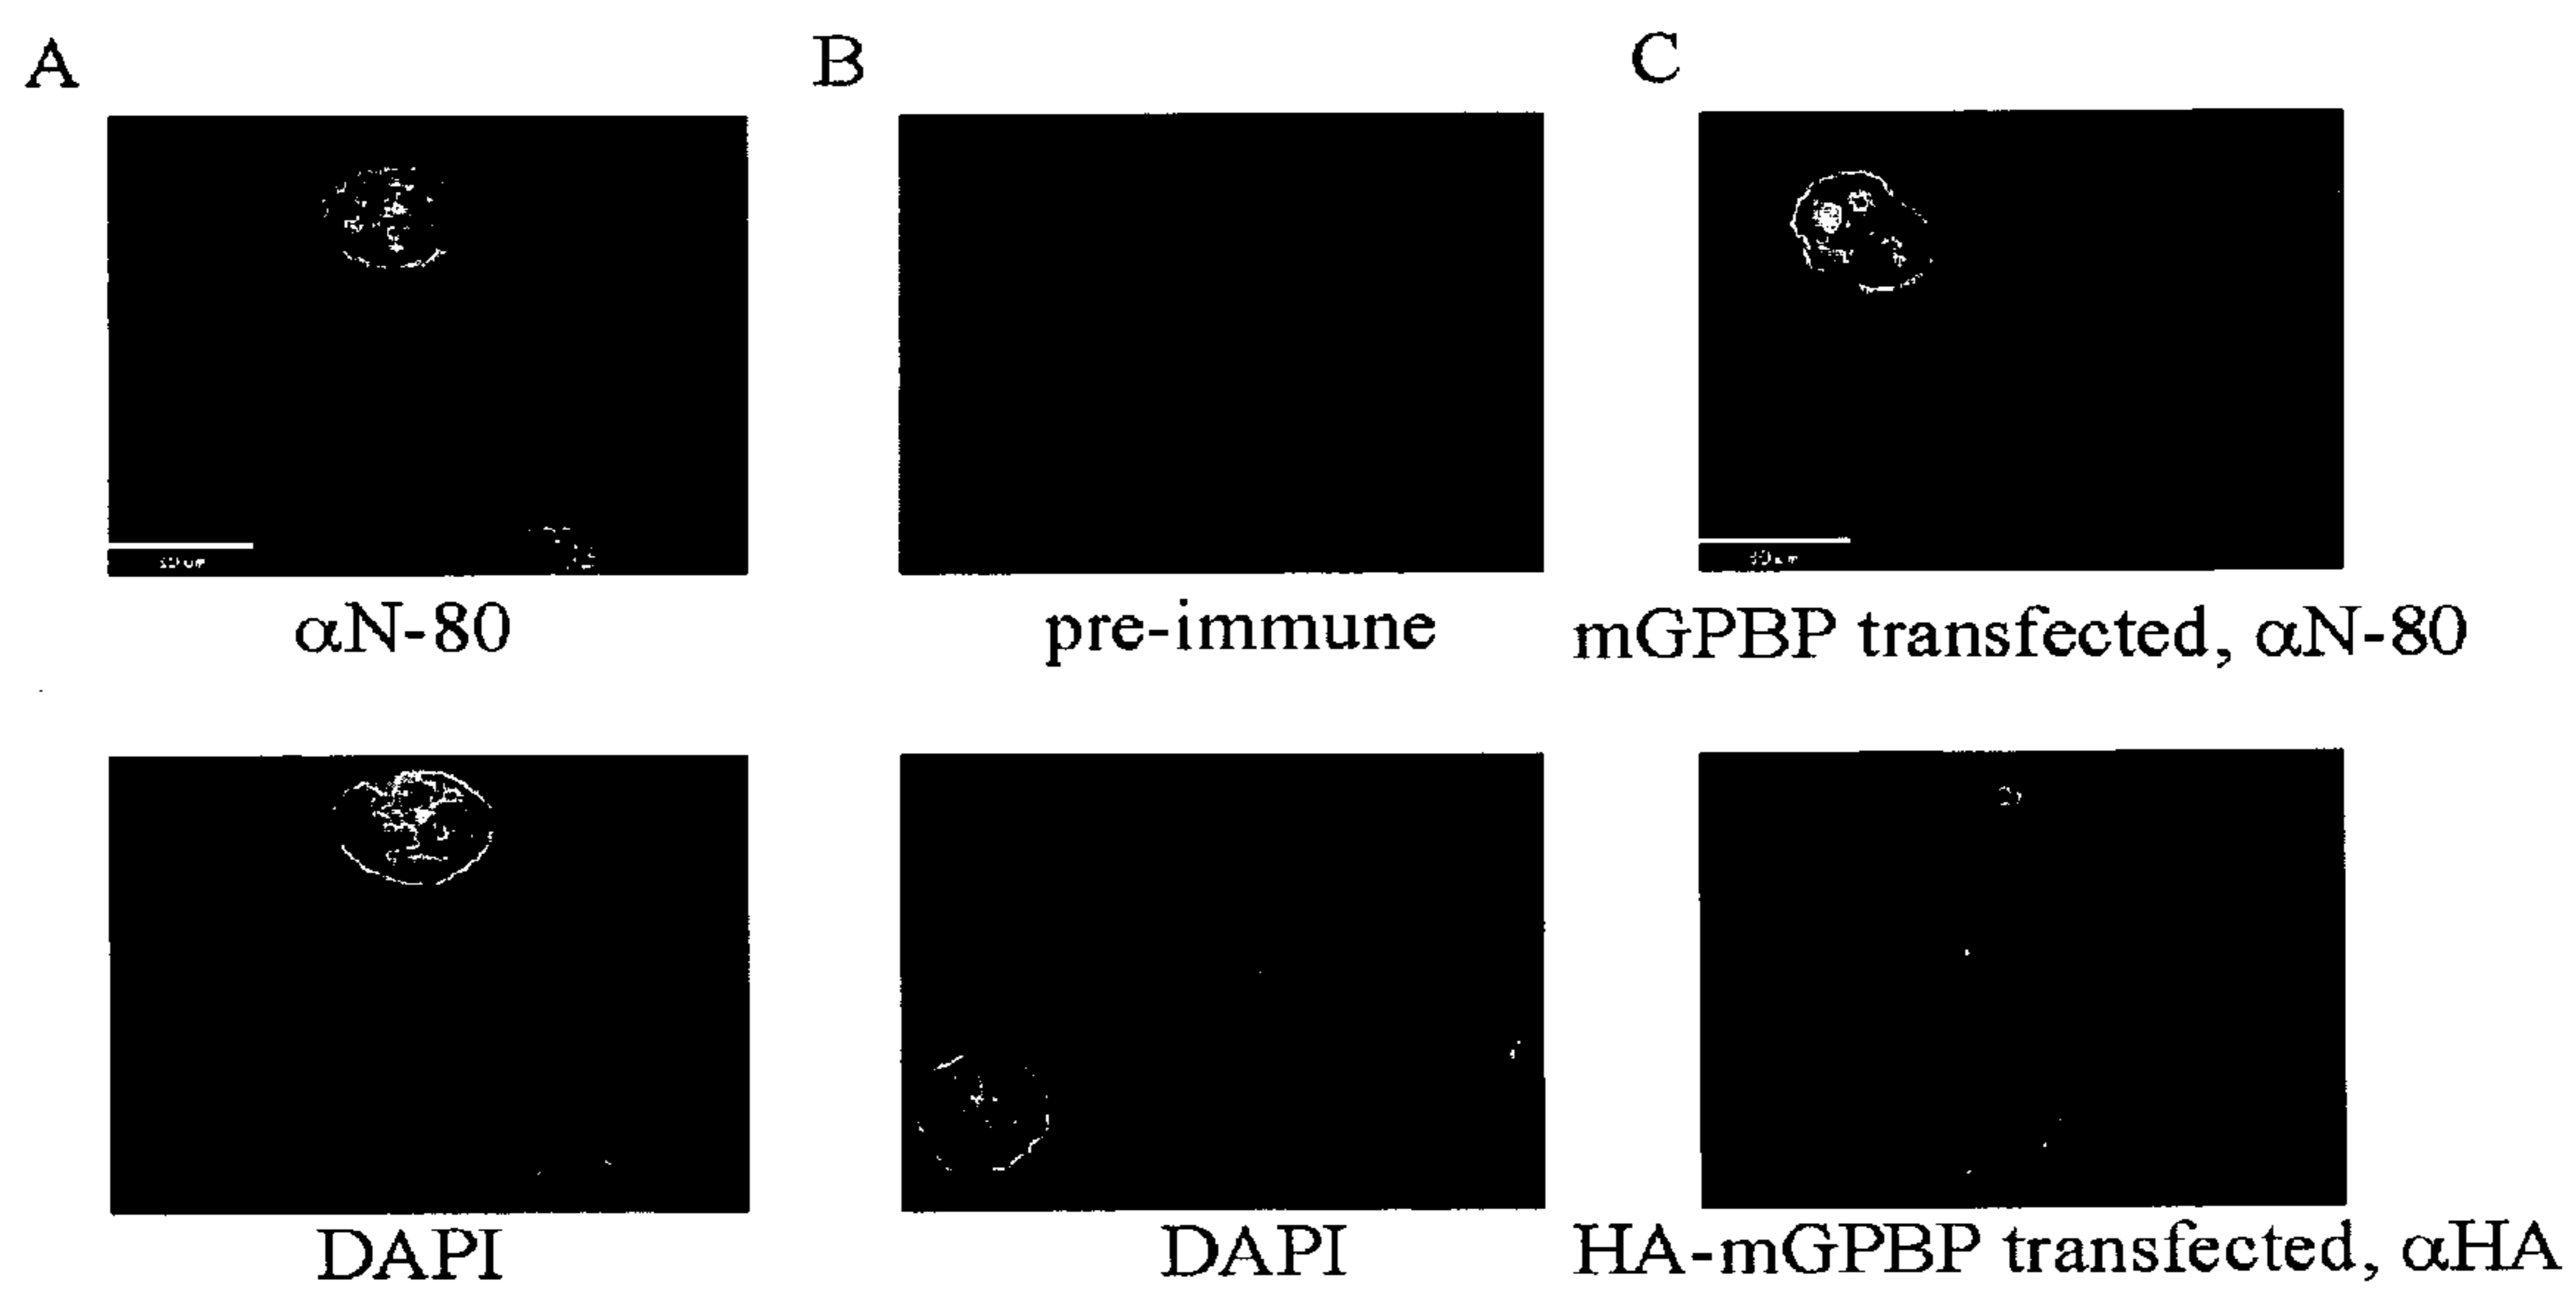 A B C
αN-80 pre-immune mGPBP transfected, αN-80
DAPI DAPI HA-mGPBP transfected, αHA